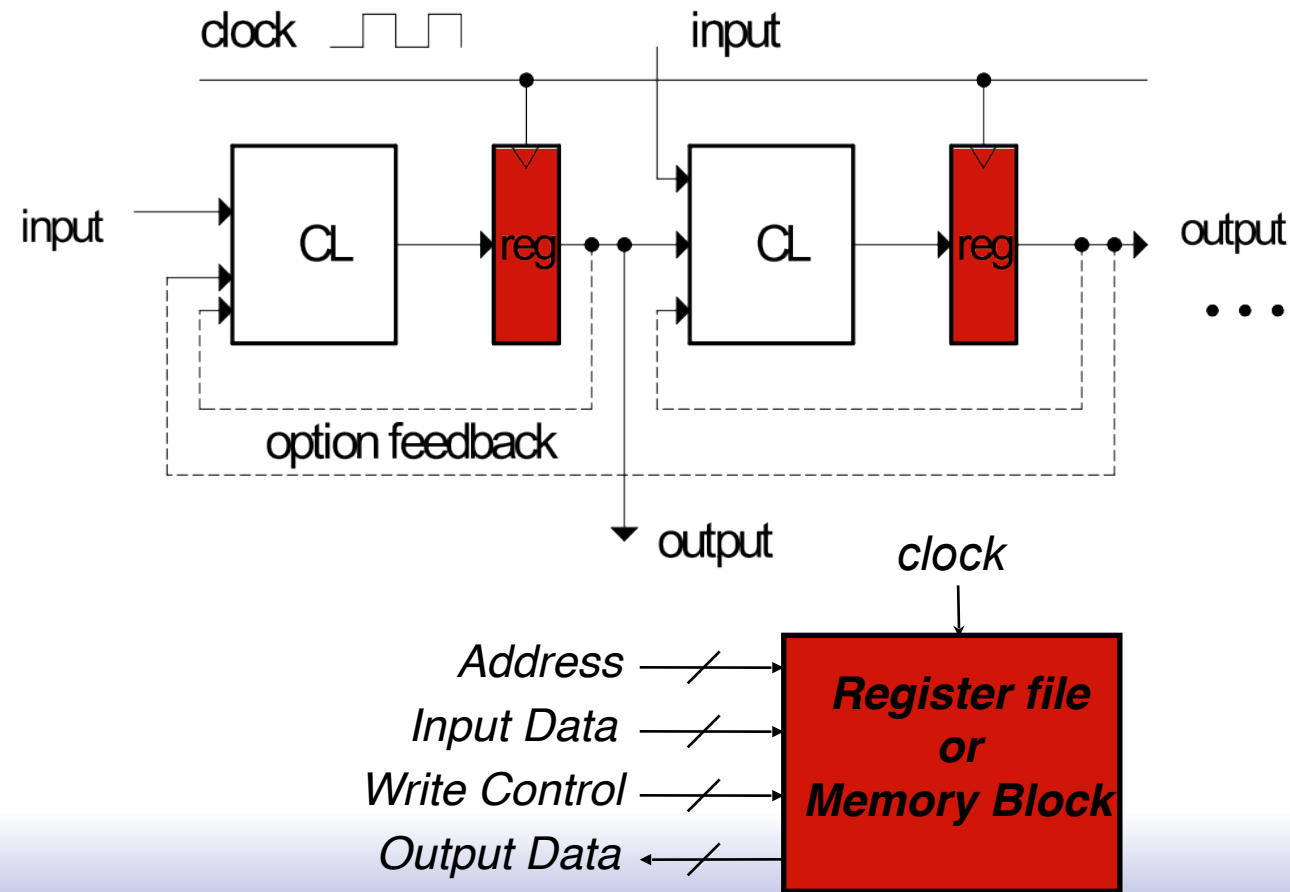 clock
input
input
CL
reg
CL
reg
output
• • •
option feedback
output
clock
Address
Input Data
Write Control
Output Data
Register file
or
Memory Block